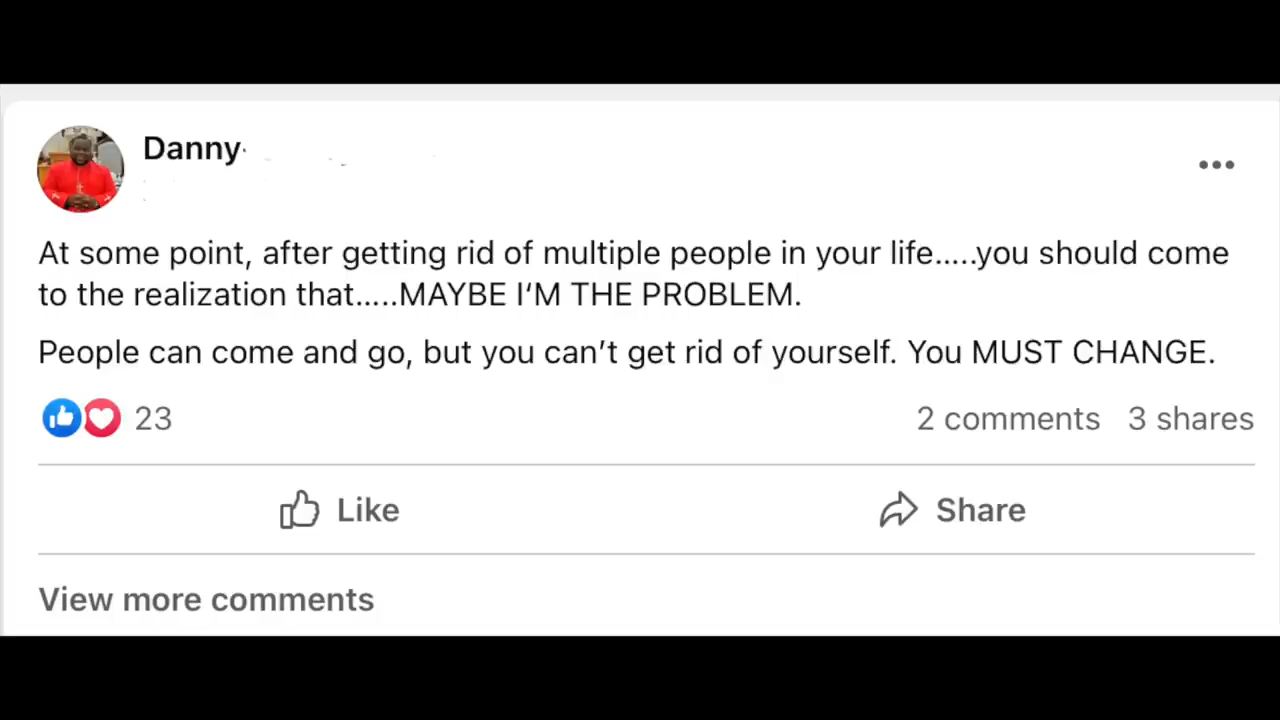 Danny
At some point, after getting rid of multiple people in your life.....you should come
to the realization that.....MAYBE I'M THE PROBLEM.
People can come and go, but you can't get rid of yourself. You MUST CHANGE.
23
2 comments 3 shares
Like
Share
View more comments